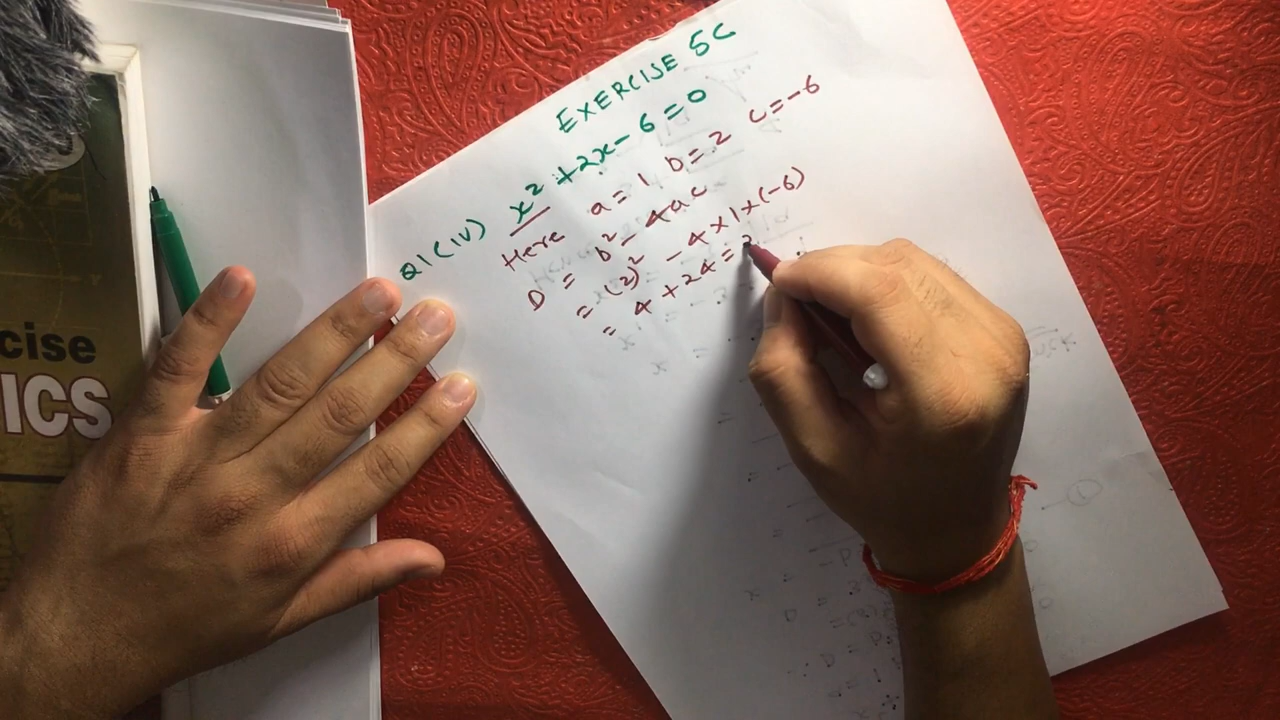 EXERCISE 5C
Q1(IV) x² + 2x - 6 = 0
Here a = 1 b = 2 c = -6
D = b² - 4ac
= (2)² - 4 x 1 x (-6)
= 4 + 24 =
cise
ICS